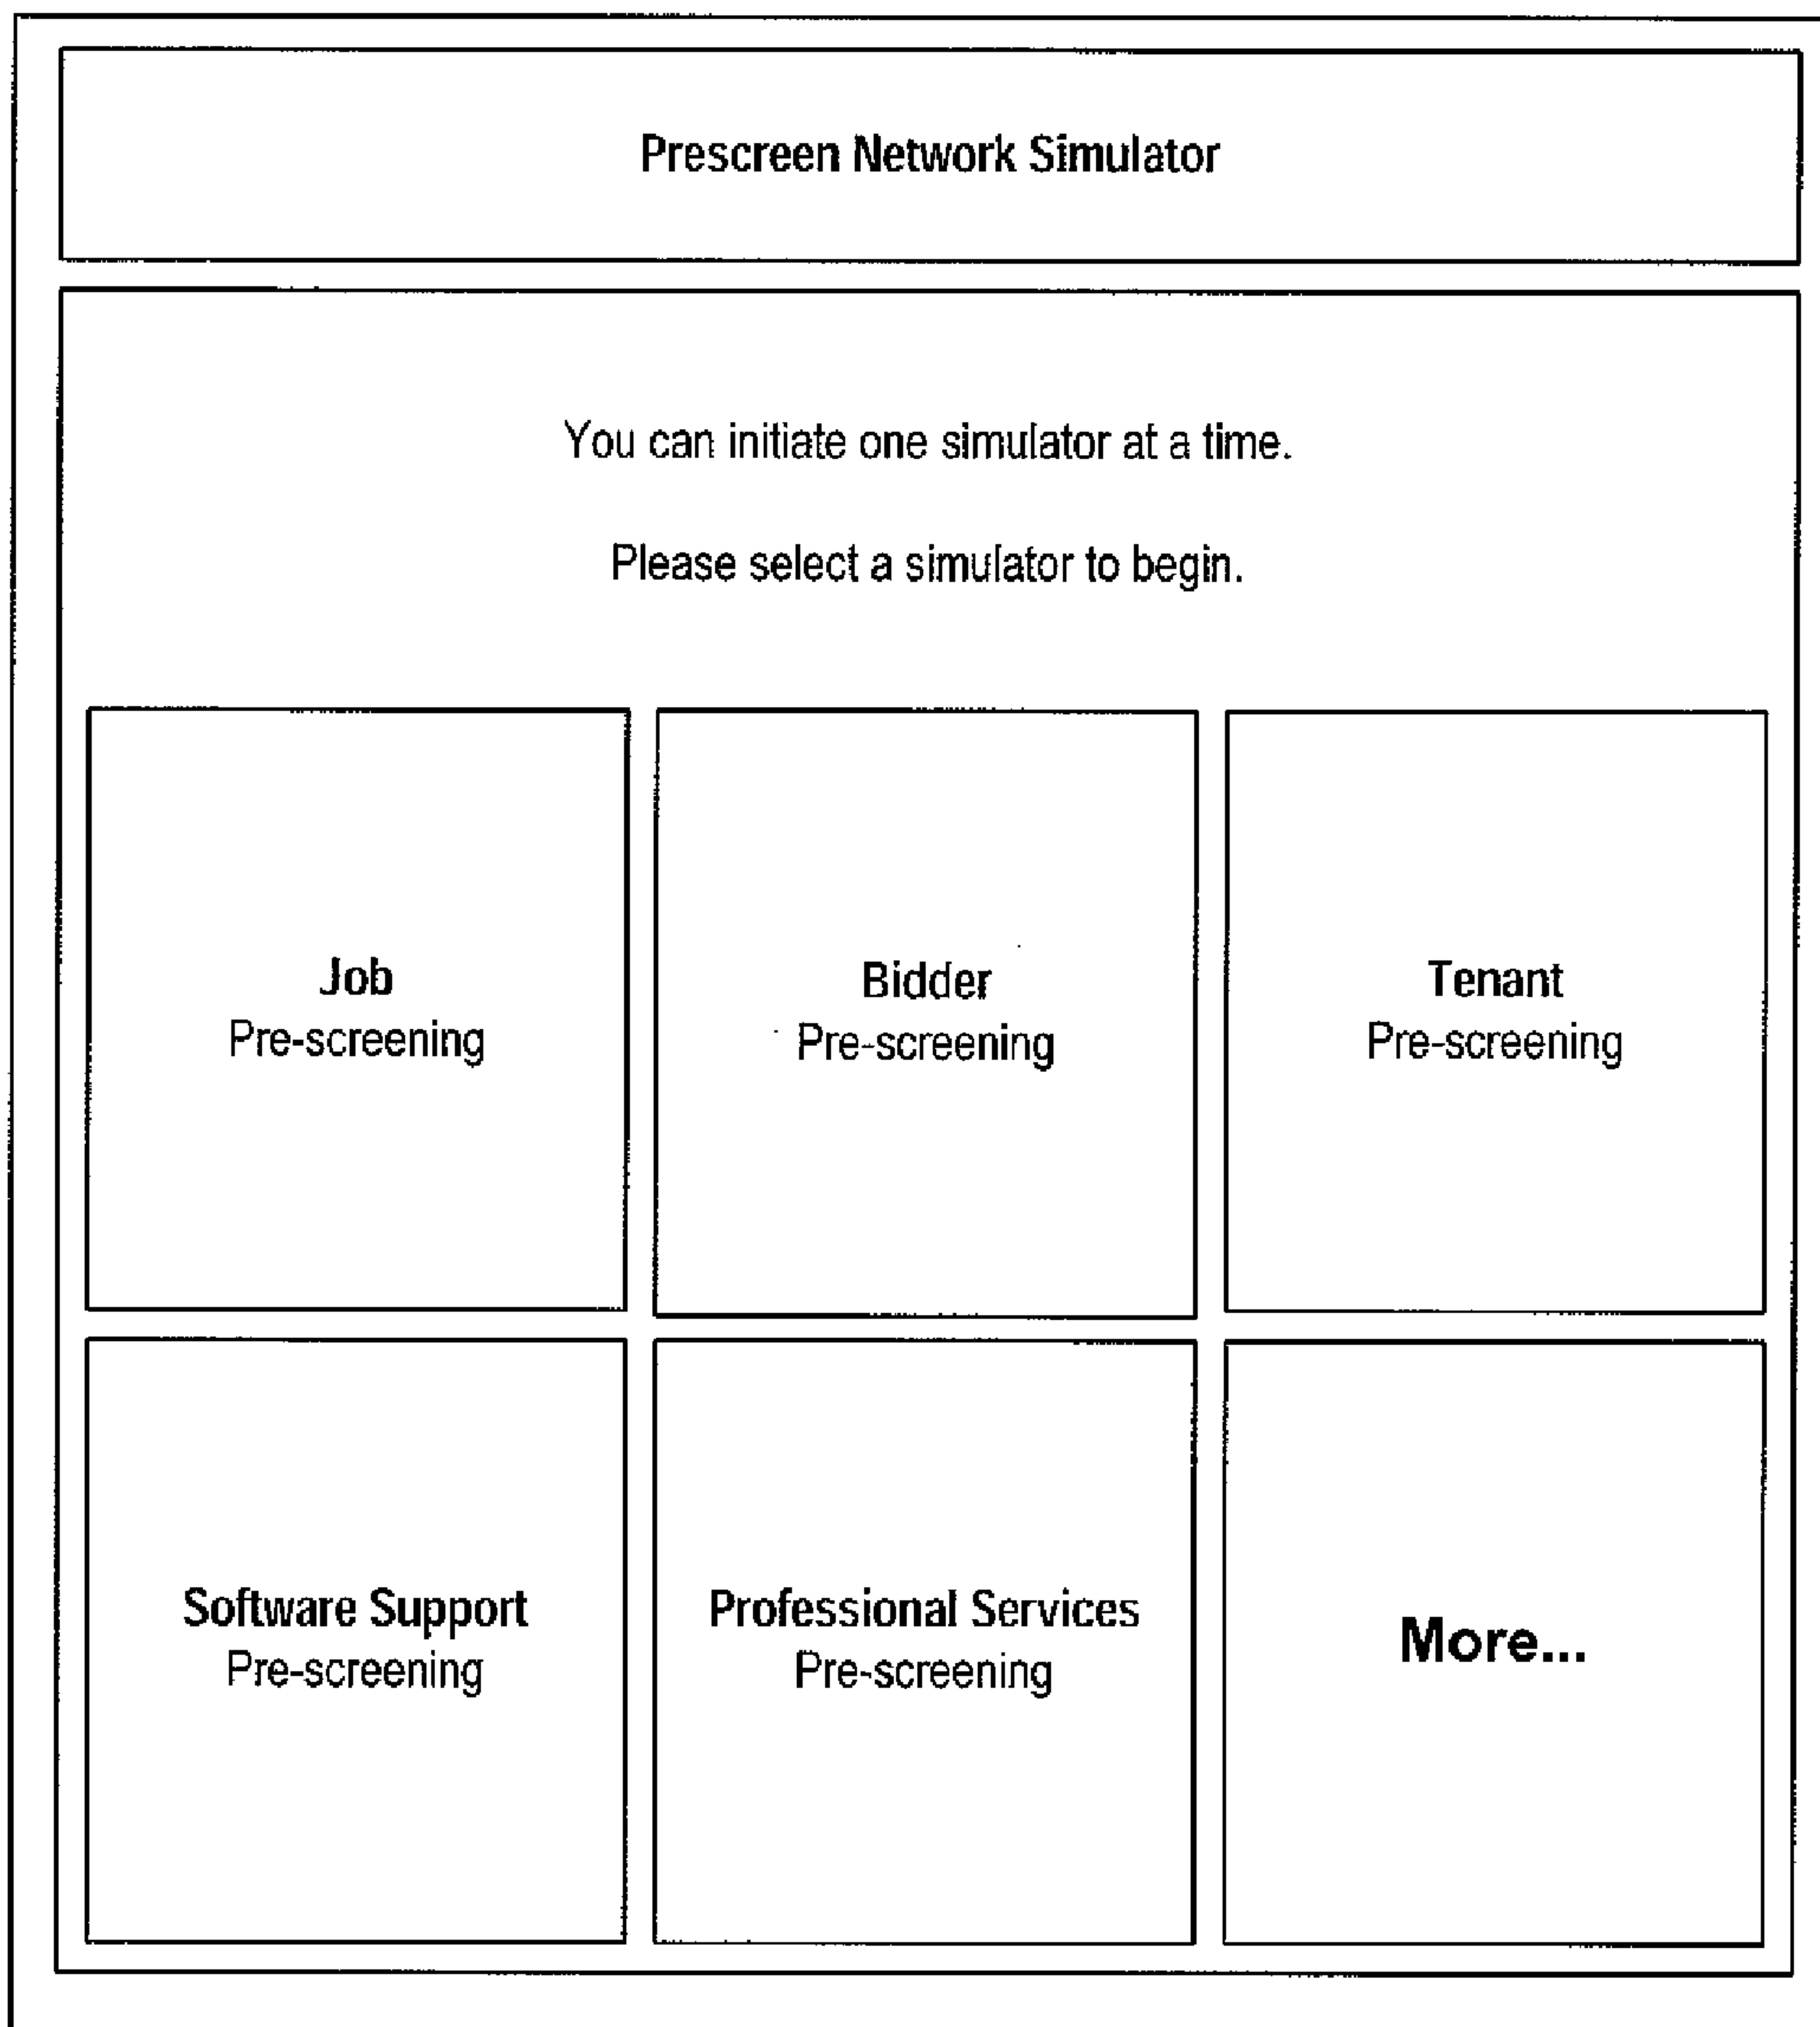 Prescreen Network Simulator
You can initiate one simulator at a time.
Please select a simulator to begin.
Job
Pre-screening
Bidder
Pre-screening
Tenant
Pre-screening
Software Support
Pre-screening
Professional Services
Pre-screening
More...